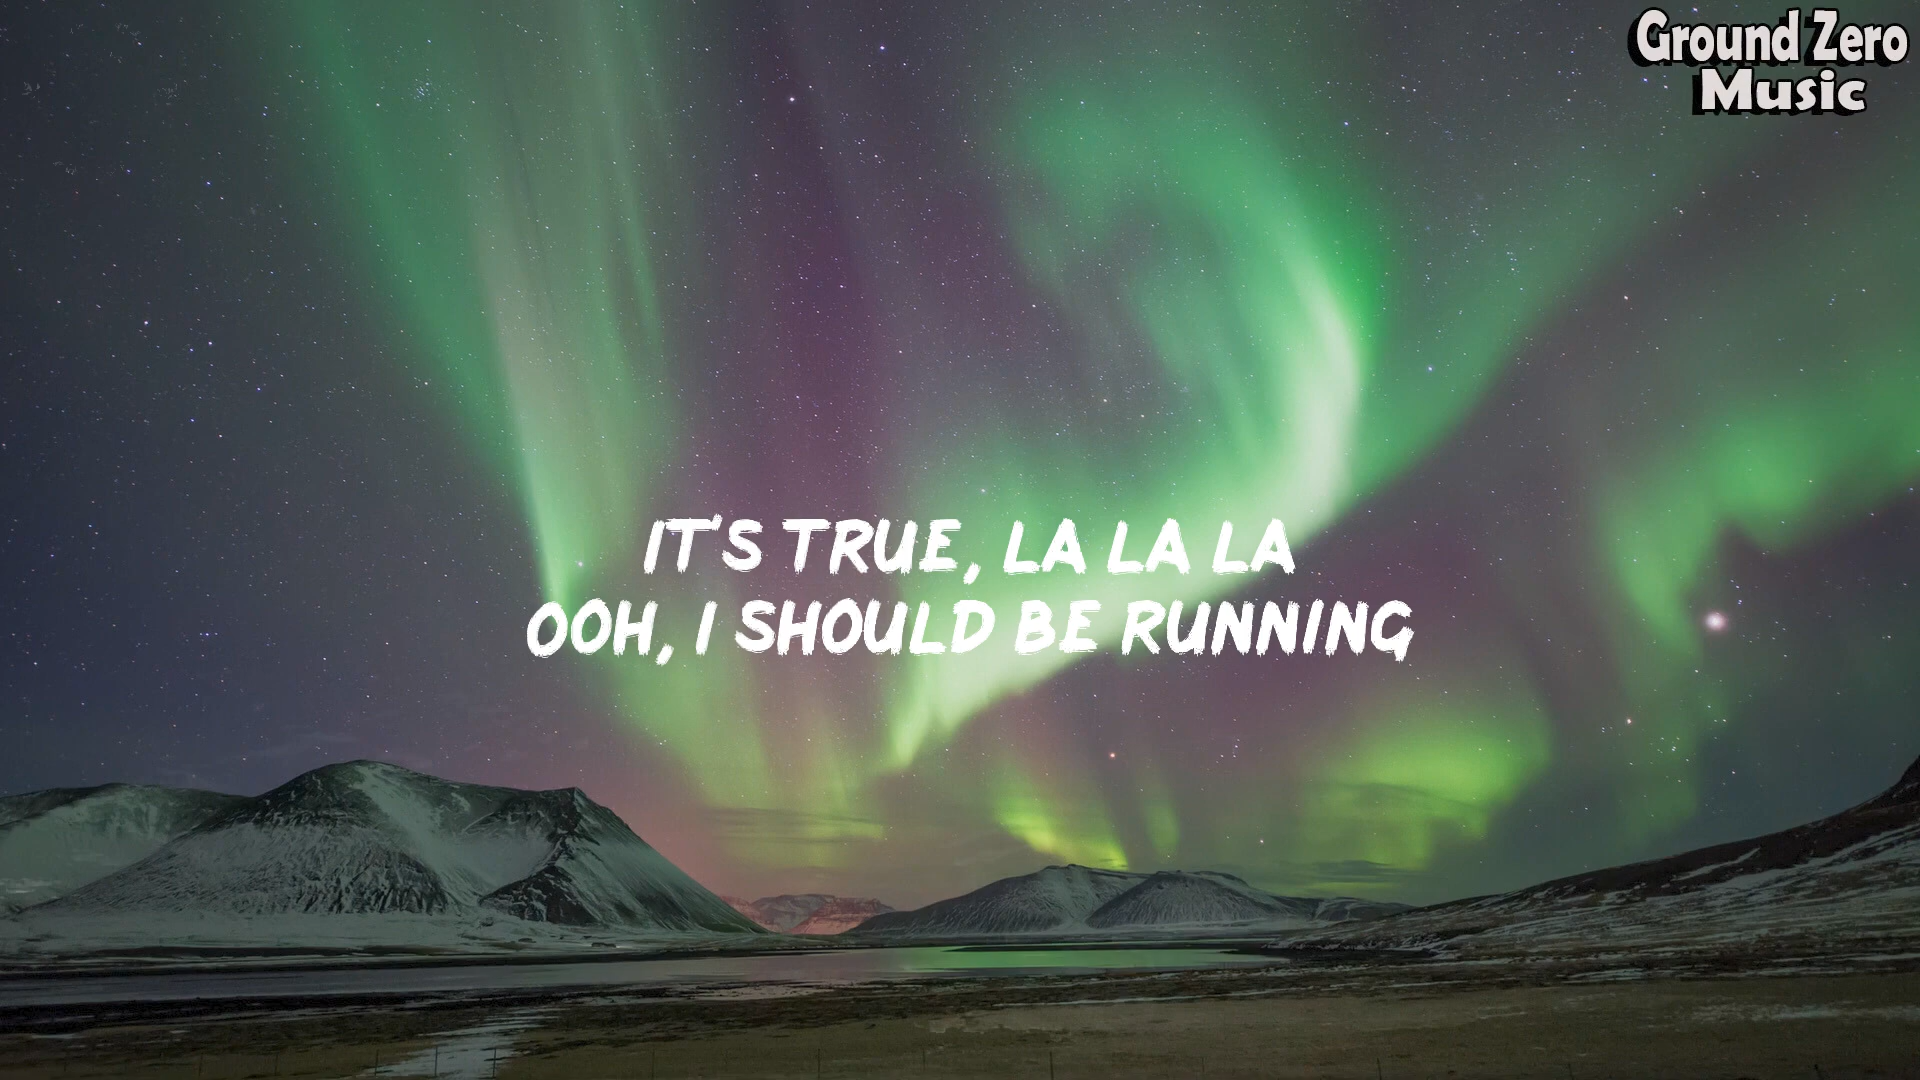 Ground Zero
Music
IT'S TRUE, LA LA LA
OOH, I SHOULD BE RUNNING